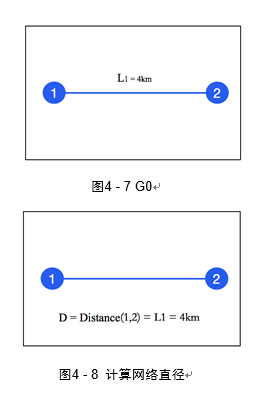 L1 = 4km
1 2
图4 - 7 G0↵
1 2
D = Distance(1,2) = L1 = 4km
图4 - 8 计算网络直径↵